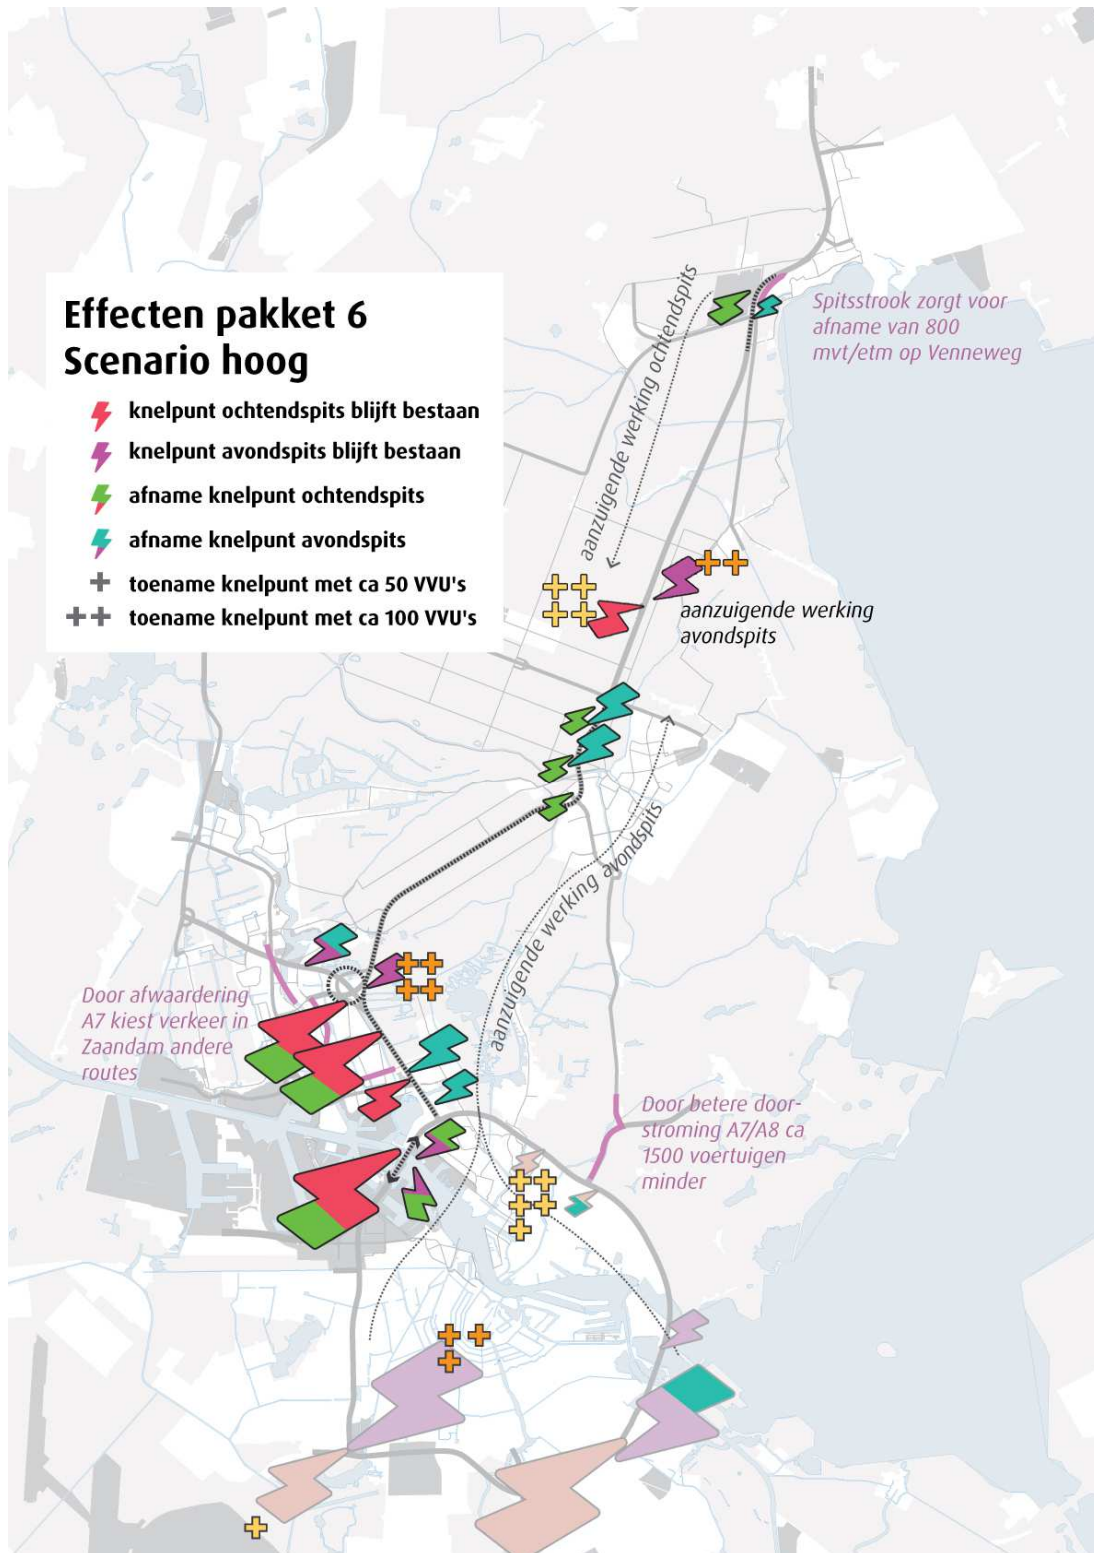 Effecten pakket 6
Scenario hoog
knelpunt ochtendspits blijft bestaan
knelpunt avondspits blijft bestaan
afname knelpunt ochtendspits
afname knelpunt avondspits
toename knelpunt met ca 50 VVU's
toename knelpunt met ca 100 VVU's
aanzuigende werking ochtendspits
Spitsstrook zorgt voor
afname van 800
mvt/etm op Venneweg
aanzuigende werking
avondspits
aanzuigende werking avondspits
Door afwaardering
A7 kiest verkeer in
Zaandam andere
routes
Door betere door-
stroming A7/A8 ca
1500 voertuigen
minder